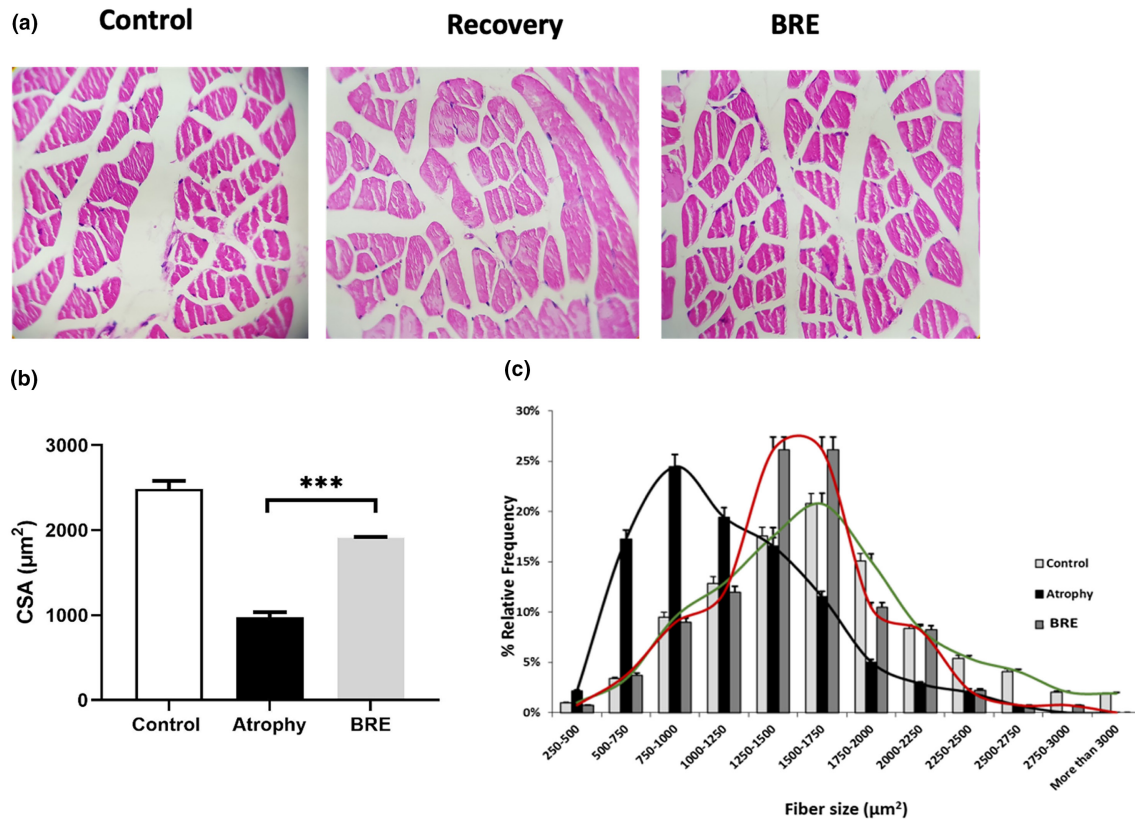 (a)
Control Recovery BRE
(b)
3000
2000
1000
0
CSA (µm²)
***
Control Atrophy BRE
(c)
30%
25%
20%
15%
10%
5%
0%
% Relative Frequency
250-500
500-750
750-1000
1000-1250
1250-1500
1500-1750
1750-2000
2000-2250
2250-2500
2500-2750
2750-3000
More than 3000
Fiber size (µm²)
Control
Atrophy
BRE